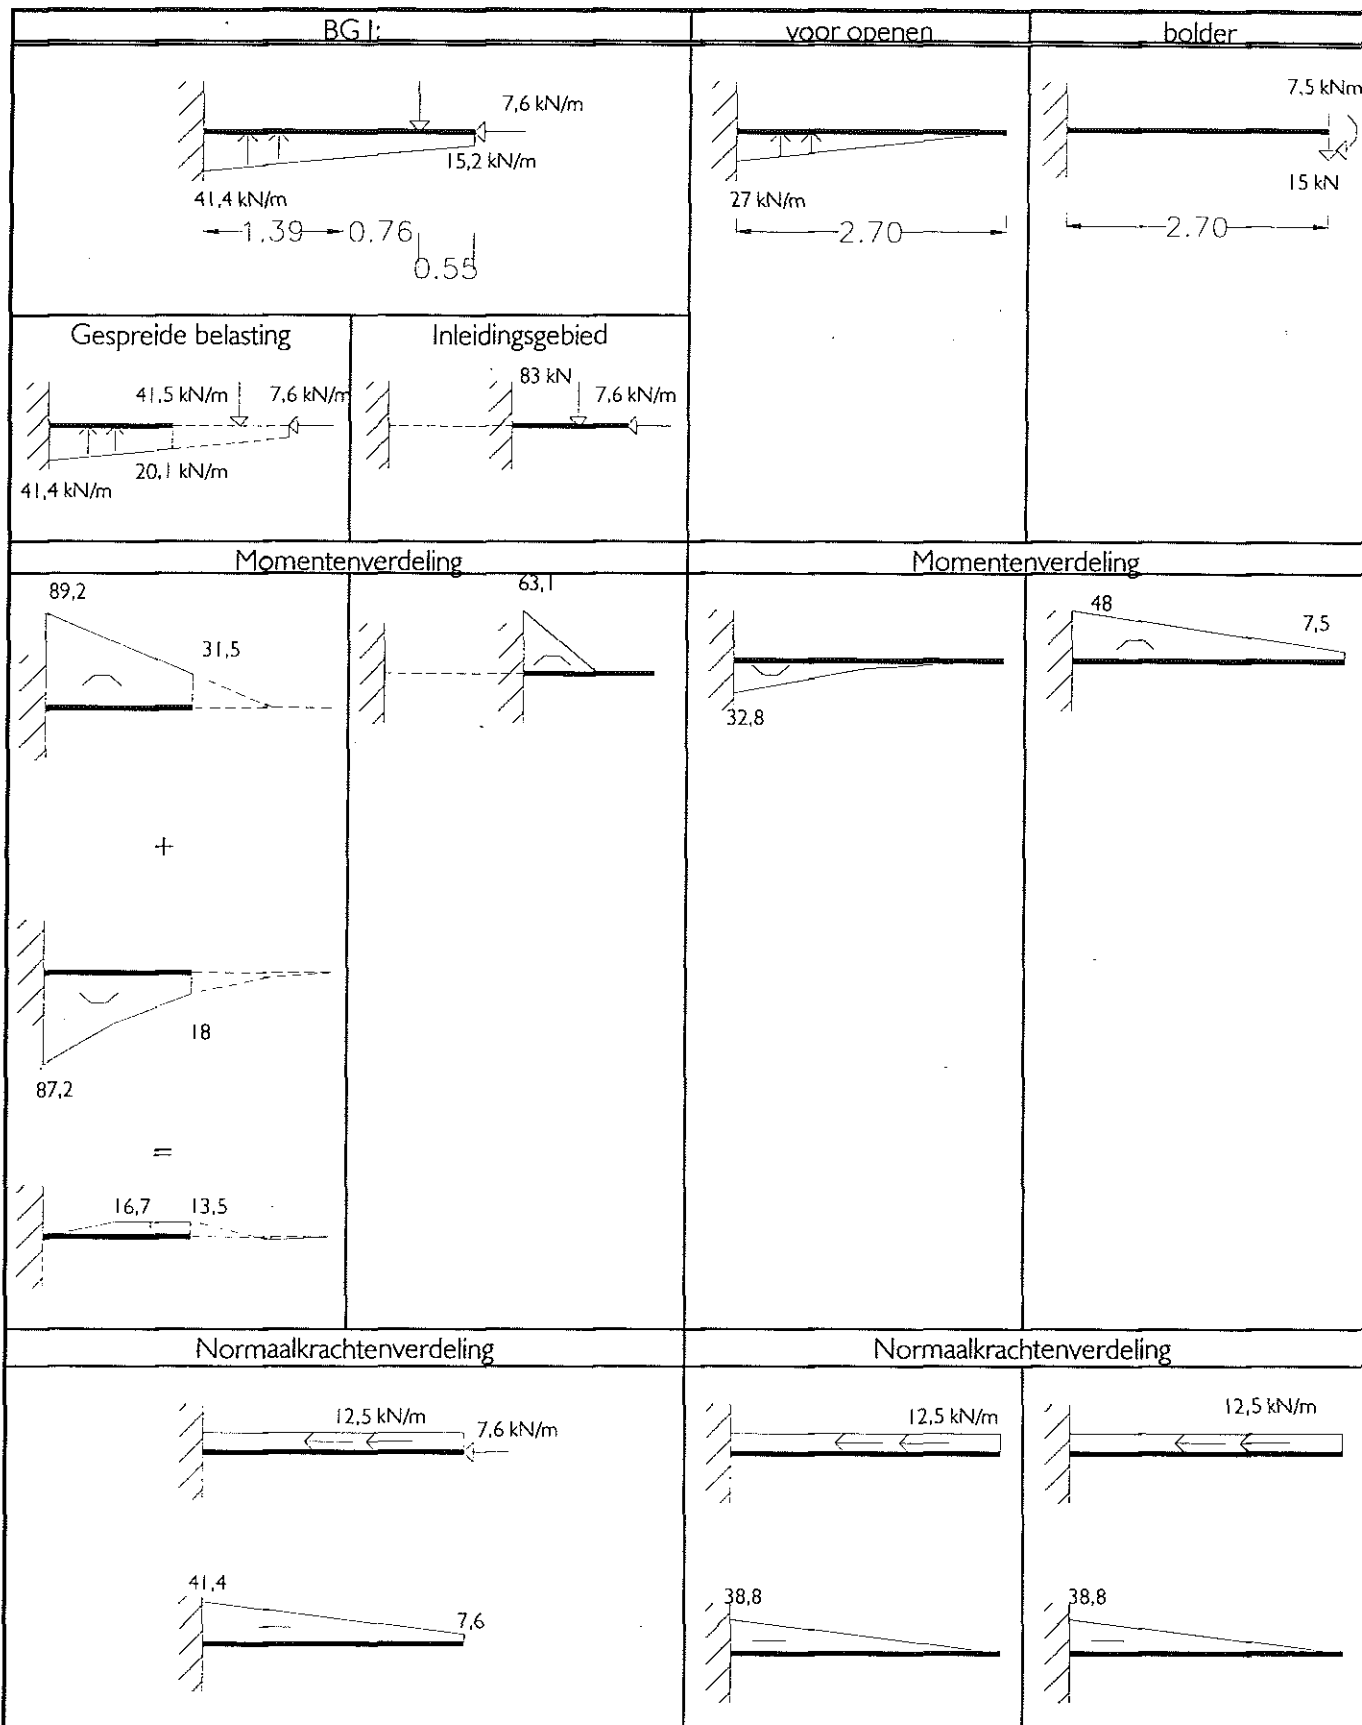 BG I:
voor openen
bolder
7,6 kN/m
15,2 kN/m
41,4 kN/m
1.39
0.76
0.55
27 kN/m
2.70
7,5 kNm
15 kN
2.70
Gespreide belasting
Inleidingsgebied
41,5 kN/m
7,6 kN/m
20,1 kN/m
41,4 kN/m
83 kN
7,6 kN/m
Momentenverdeling
Momentenverdeling
89,2
31,5
63,1
32,8
48
7,5
+
18
87,2
=
16,7
13,5
Normaalkrachtenverdeling
Normaalkrachtenverdeling
12,5 kN/m
7,6 kN/m
12,5 kN/m
12,5 kN/m
41,4
7,6
38,8
38,8